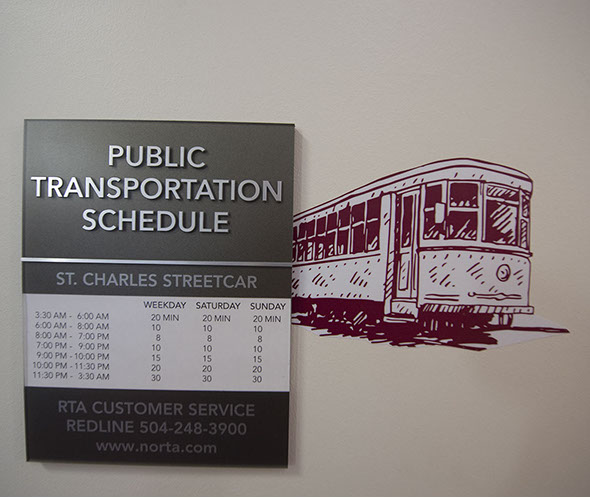 PUBLIC
TRANSPORTATION
SCHEDULE
ST. CHARLES STREETCAR
WEEKDAY SATURDAY SUNDAY
3:30 AM - 6:00 AM 20 MIN 20 MIN 20 MIN
6:00 AM - 8:00 AM 10 10 10
8:00 AM - 7:00 PM 8 8 8
7:00 PM - 9:00 PM 10 10 10
9:00 PM - 10:00 PM 15 15 15
10:00 PM - 11:30 PM 20 20 20
11:30 PM - 3:30 AM 30 30 30
RTA CUSTOMER SERVICE
REDLINE 504-248-3900
www.norta.com